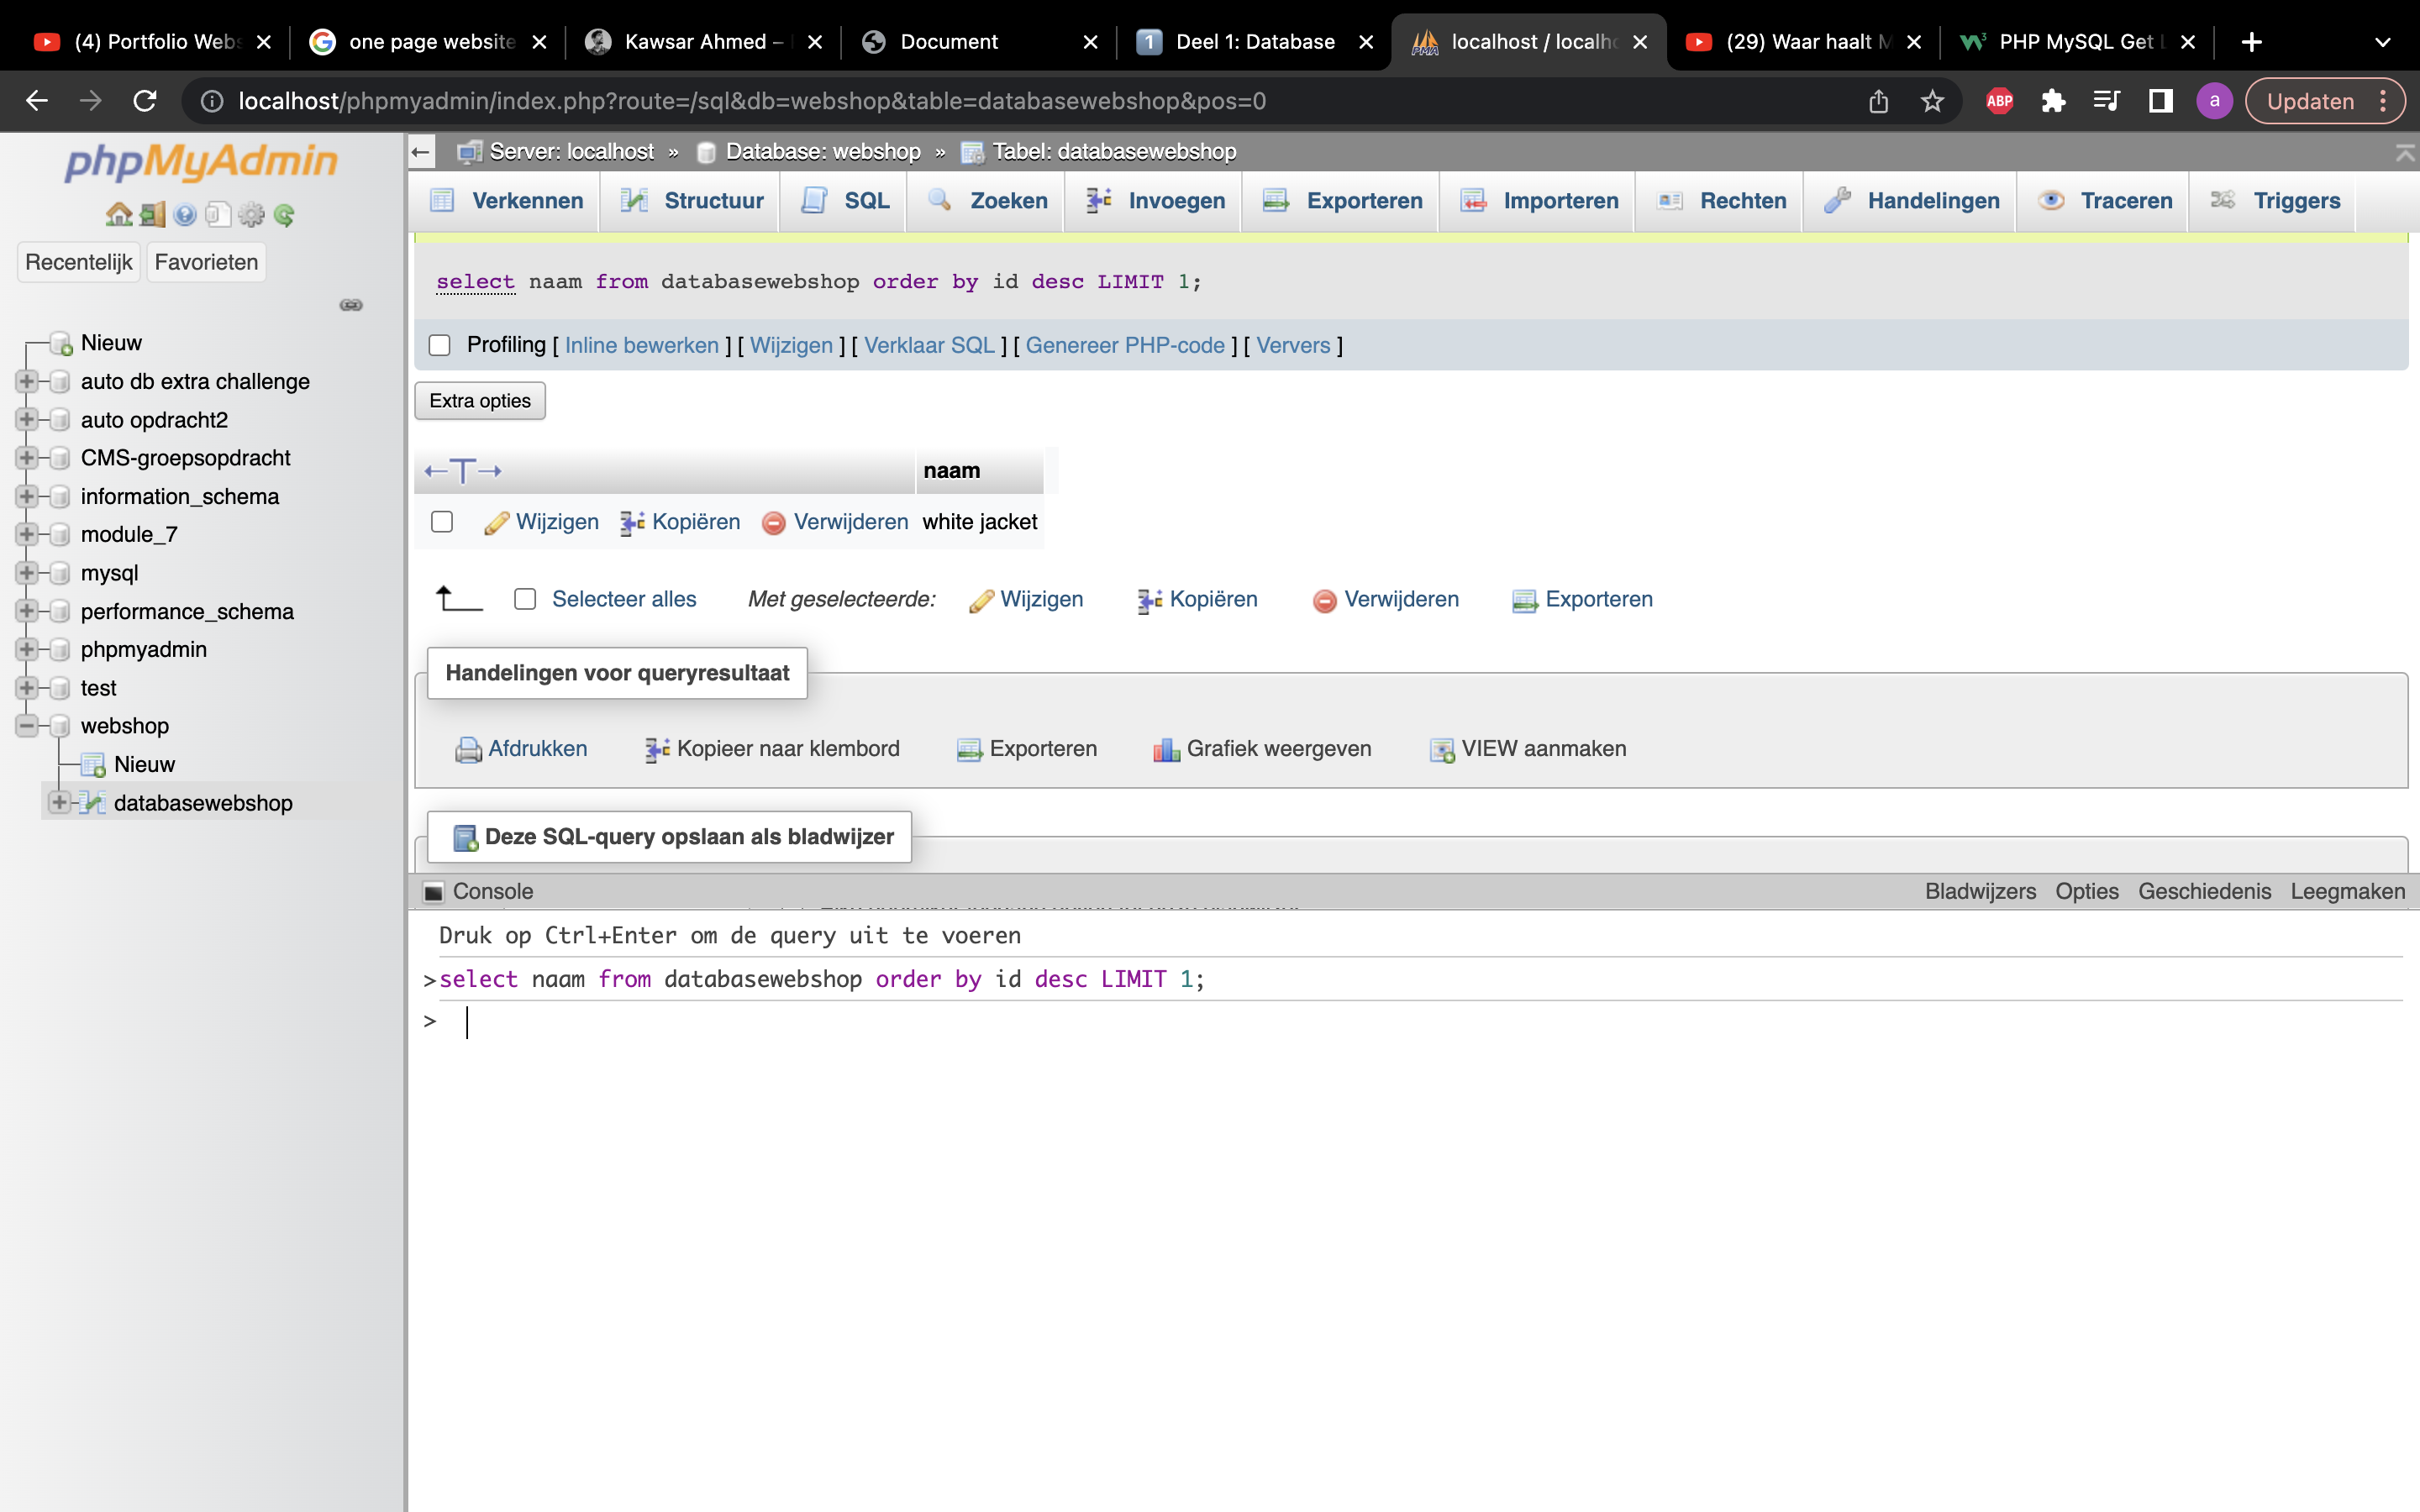 (4) Portfolio Webs
one page website
Kawsar Ahmed –
Document
Deel 1: Database
localhost / localho
(29) Waar haalt M
PHP MySQL Get L
localhost/phpmyadmin/index.php?route=/sql&db=webshop&table=databasewebshop&pos=0
ABP
a
Updaten
phpMyAdmin
Recentelijk
Favorieten
Nieuw
auto db extra challenge
auto opdracht2
CMS-groepsopdracht
information_schema
module_7
mysql
performance_schema
phpmyadmin
test
webshop
Nieuw
databasewebshop
Server: localhost » Database: webshop » Tabel: databasewebshop
Verkennen Structuur SQL Zoeken Invoegen Exporteren Importeren Rechten Handelingen Traceren Triggers
select naam from databasewebshop order by id desc LIMIT 1;
Profiling [ Inline bewerken ] [ Wijzigen ] [ Verklaar SQL ] [ Genereer PHP-code ] [ Ververs ]
Extra opties
←T→ naam
Wijzigen Kopiëren Verwijderen white jacket
Selecteer alles Met geselecteerde: Wijzigen Kopiëren Verwijderen Exporteren
Handelingen voor queryresultaat
Afdrukken Kopieer naar klembord Exporteren Grafiek weergeven VIEW aanmaken
Deze SQL-query opslaan als bladwijzer
Console Bladwijzers Opties Geschiedenis Leegmaken
Druk op Ctrl+Enter om de query uit te voeren
>select naam from databasewebshop order by id desc LIMIT 1;
>